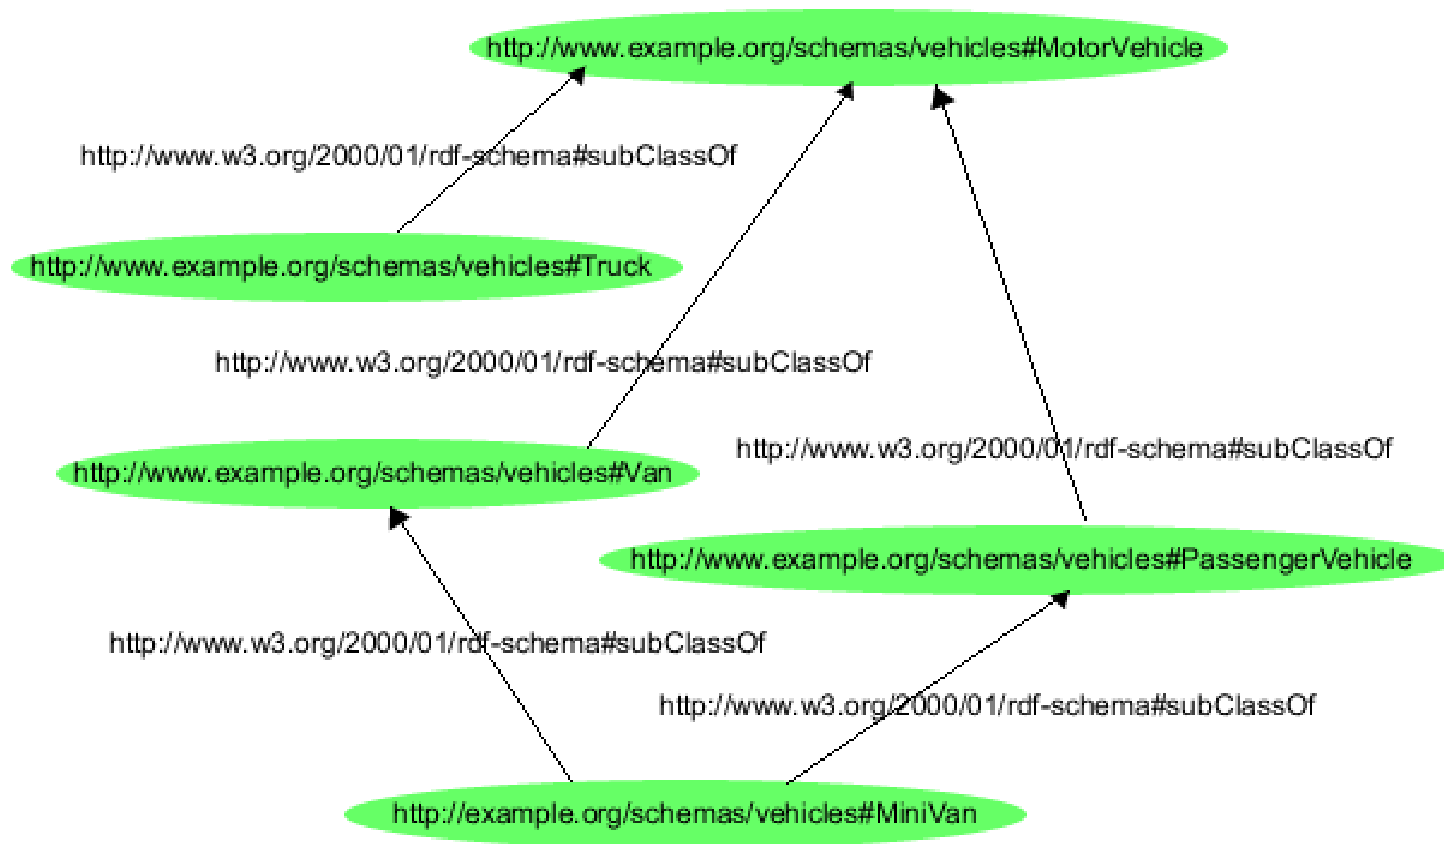 http://www.example.org/schemas/vehicles#MotorVehicle
http://www.w3.org/2000/01/rdf-schema#subClassOf
http://www.example.org/schemas/vehicles#Truck
http://www.w3.org/2000/01/rdf-schema#subClassOf
http://www.w3.org/2000/01/rdf-schema#subClassOf
http://www.example.org/schemas/vehicles#Van
http://www.example.org/schemas/vehicles#PassengerVehicle
http://www.w3.org/2000/01/rdf-schema#subClassOf
http://www.w3.org/2000/01/rdf-schema#subClassOf
http://example.org/schemas/vehicles#MiniVan